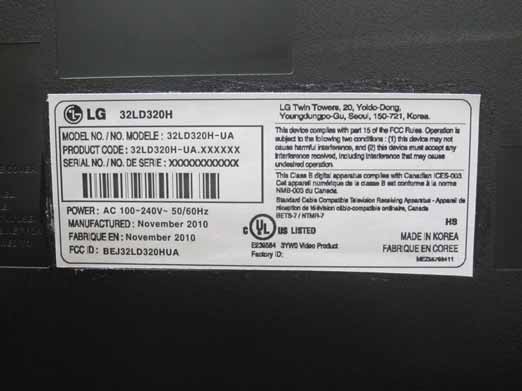 LG 32LD320H
MODEL NO./NO. MODELE : 32LD320H-UA
PRODUCT CODE: 32LD320H-UA.XXXXXX
SERIAL NO./NO DE SERIE: XXXXXXXXXXXX
POWER: AC 100-240V~ 50/60Hz
MANUFACTURED: November 2010
FABRIQUE EN: November 2010
FCC ID: BEJ32LD320HUA
LG Twin Towers, 20, Yoido-Dong,
Youngdungpo-Gu, Seoul, 150-721, Korea.
This device complies with part 15 of the FCC Rules. Operation is
subject to the following two conditions : (1) this device may not
cause harmful interference, and (2) this device must accept any
interference received, including interference that may cause
undesired operation.
This Class B digital apparatus complies with Canadian ICES-003.
Cet appareil numérique de la classe B est conforme à la norme
NMB-003 du Canada.
Standard Cable Compatible Television Receiving Apparatus - Appareil de
réception de télévision câble-compatible ordinaire, Canada
BETS-7 / NTMR-7
C UL US LISTED
E239584 3YW9 Video Product
Factory ID:
MADE IN KOREA
FABRIQUE EN COREE